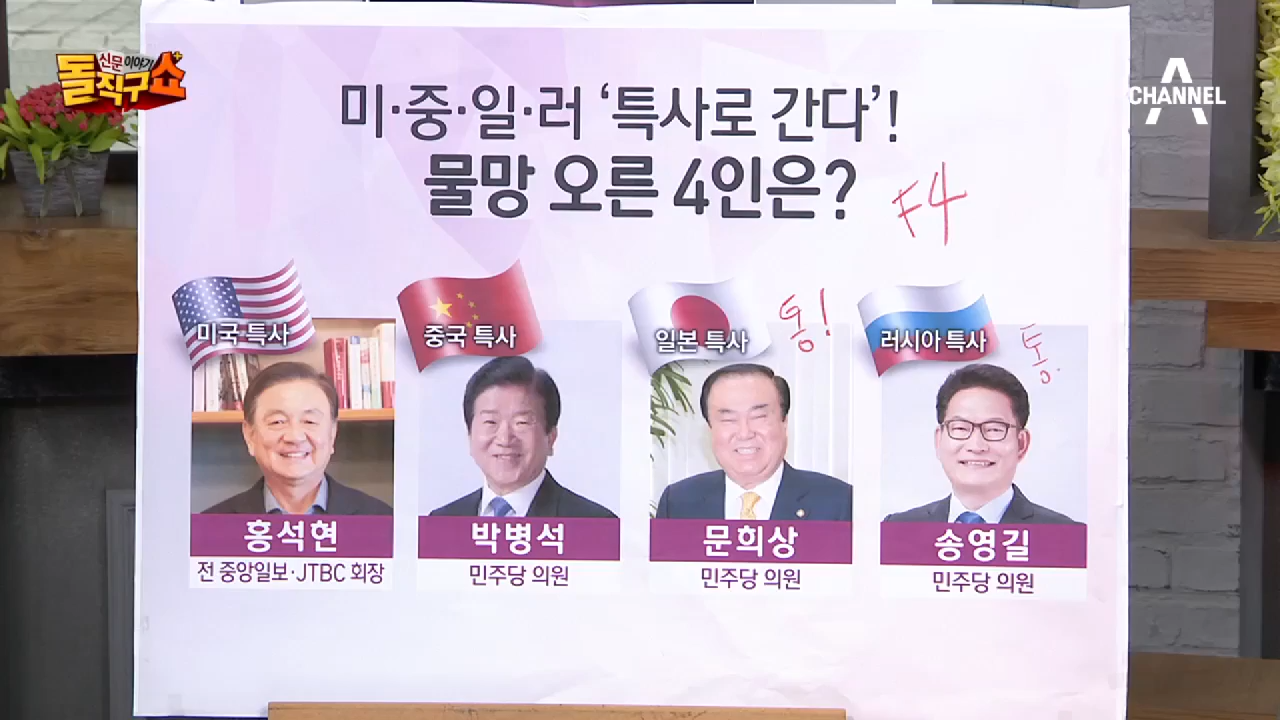 신문이야기
돌직구쇼+
CHANNEL A
미·중·일·러 ‘특사로 간다’!
물망 오른 4인은?
F4
미국 특사
중국 특사
일본 특사
통!
러시아 특사
통.
홍석현
전 중앙일보·JTBC 회장
박병석
민주당 의원
문희상
민주당 의원
송영길
민주당 의원